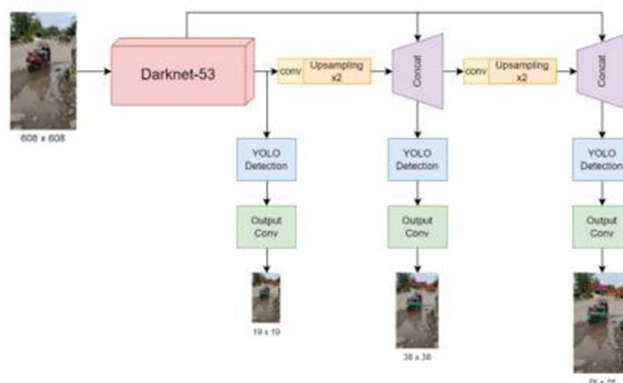 Darknet-53
conv
Upsampling
x2
Concat
conv
Upsampling
x2
Concat
608 x 608
YOLO
Detection
YOLO
Detection
YOLO
Detection
Output
Conv
Output
Conv
Output
Conv
19 x 19
38 x 38